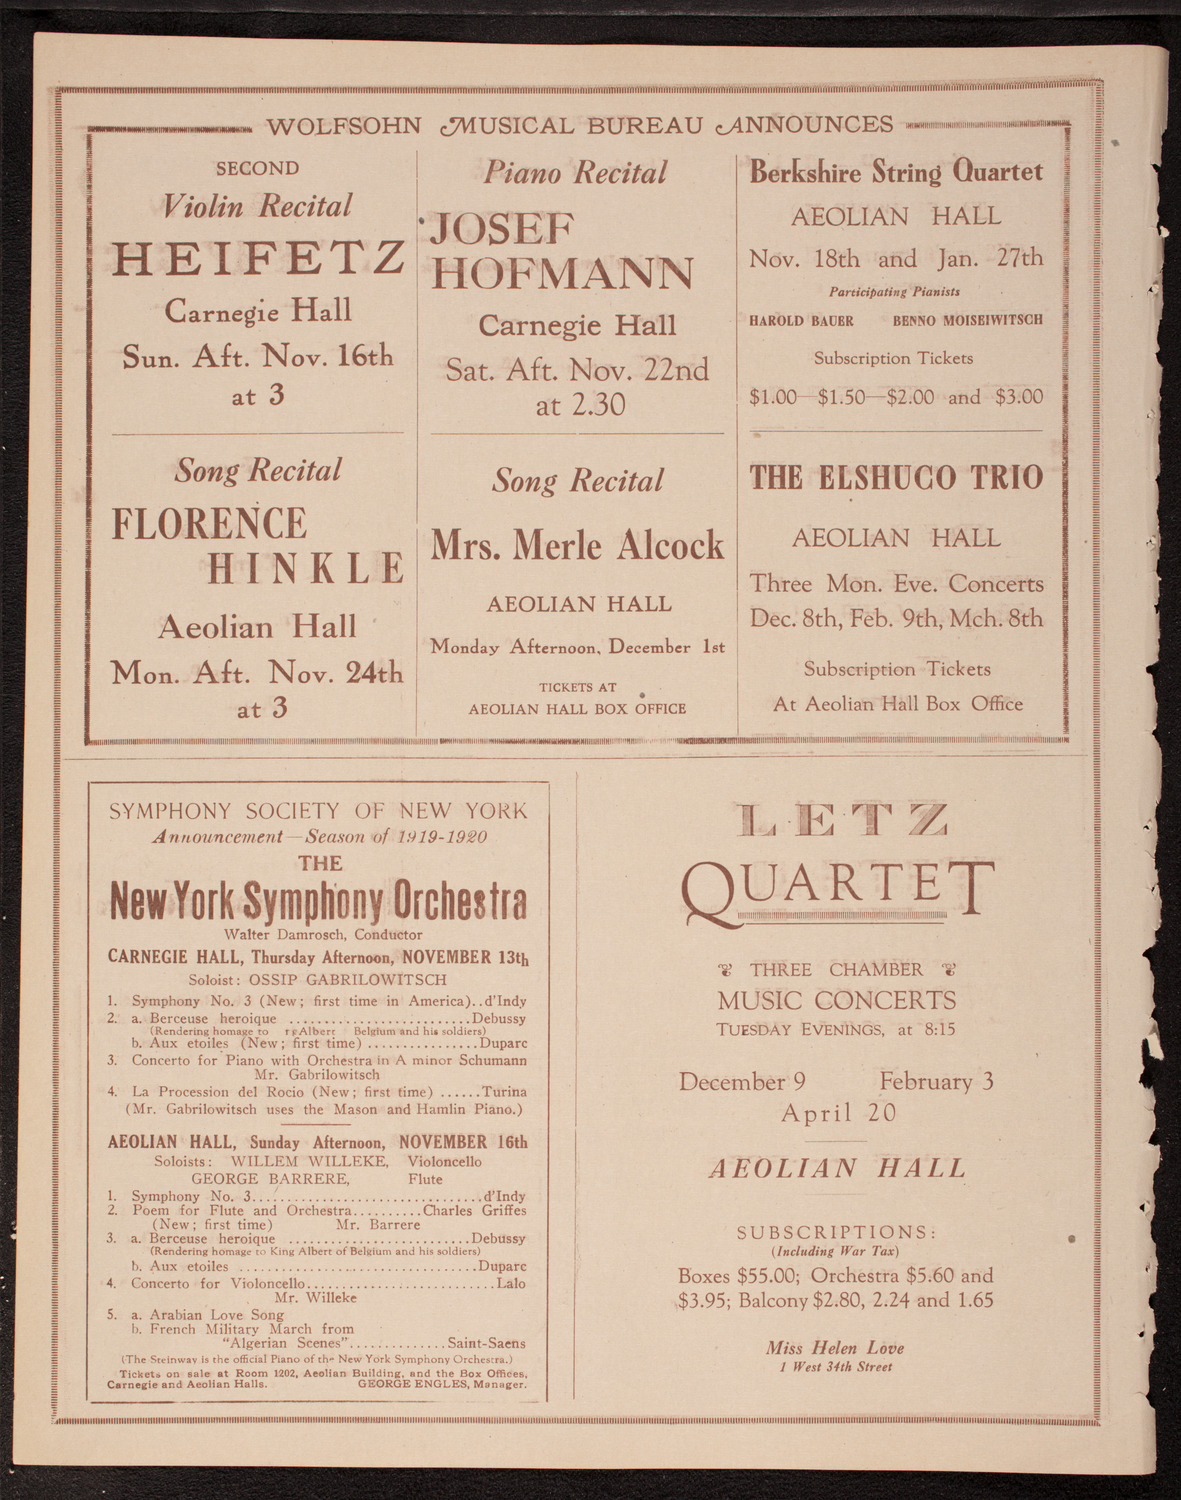 WOLFSOHN MUSICAL BUREAU ANNOUNCES
SECOND
Violin Recital
HEIFETZ
Carnegie Hall
Sun. Aft. Nov. 16th
at 3
Piano Recital
JOSEF
HOFMANN
Carnegie Hall
Sat. Aft. Nov. 22nd
at 2.30
Berkshire String Quartet
AEOLIAN HALL
Nov. 18th and Jan. 27th
Participating Pianists
HAROLD BAUER BENNO MOISEIWITSCH
Subscription Tickets
$1.00—$1.50—$2.00 and $3.00
Song Recital
FLORENCE
HINKLE
Aeolian Hall
Mon. Aft. Nov. 24th
at 3
Song Recital
Mrs. Merle Alcock
AEOLIAN HALL
Monday Afternoon, December 1st
TICKETS AT
AEOLIAN HALL BOX OFFICE
THE ELSHUCO TRIO
AEOLIAN HALL
Three Mon. Eve. Concerts
Dec. 8th, Feb. 9th, Mch. 8th
Subscription Tickets
At Aeolian Hall Box Office
SYMPHONY SOCIETY OF NEW YORK
Announcement—Season of 1919-1920
THE
New York Symphony Orchestra
Walter Damrosch, Conductor
CARNEGIE HALL, Thursday Afternoon, NOVEMBER 13th
Soloist: OSSIP GABRILOWITSCH
1. Symphony No. 3 (New; first time in America)..d'Indy
2. a. Berceuse heroique ..........................Debussy
(Rendering homage to Albert Belgium and his soldiers)
b. Aux etoiles (New; first time) ................Duparc
3. Concerto for Piano with Orchestra in A minor Schumann
Mr. Gabrilowitsch
4. La Procession del Rocio (New; first time) ......Turina
(Mr. Gabrilowitsch uses the Mason and Hamlin Piano.)
AEOLIAN HALL, Sunday Afternoon, NOVEMBER 16th
Soloists: WILLEM WILLEKE, Violoncello
GEORGE BARRERE, Flute
1. Symphony No. 3.................................d'Indy
2. Poem for Flute and Orchestra..........Charles Griffes
(New; first time) Mr. Barrere
3. a. Berceuse heroique ..........................Debussy
(Rendering homage to King Albert of Belgium and his soldiers)
b. Aux etoiles ..................................Duparc
4. Concerto for Violoncello...........................Lalo
Mr. Willeke
5. a. Arabian Love Song
b. French Military March from
"Algerian Scenes"..............Saint-Saens
(The Steinway is the official Piano of the New York Symphony Orchestra.)
Tickets on sale at Room 1202, Aeolian Building, and the Box Offices,
Carnegie and Aeolian Halls. GEORGE ENGLES, Manager.
LETZ
QUARTET
THREE CHAMBER
MUSIC CONCERTS
TUESDAY EVENINGS, at 8:15
December 9 February 3
April 20
AEOLIAN HALL
SUBSCRIPTIONS:
(Including War Tax)
Boxes $55.00; Orchestra $5.60 and
$3.95; Balcony $2.80, 2.24 and 1.65
Miss Helen Love
1 West 34th Street